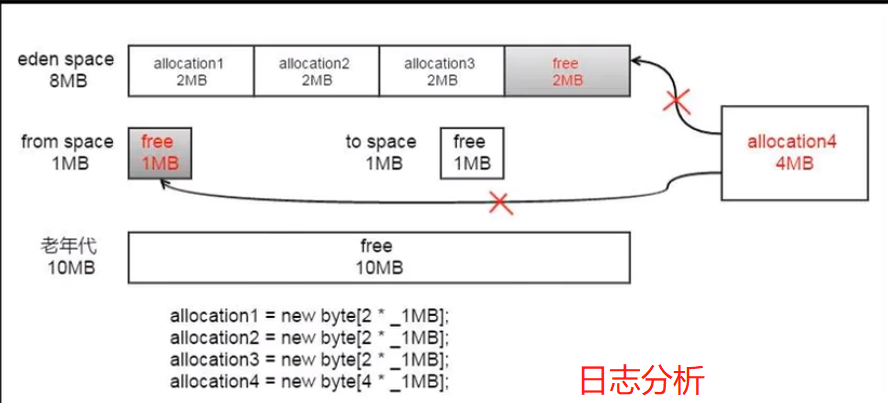 eden space
8MB
allocation1
2MB
allocation2
2MB
allocation3
2MB
free
2MB
from space
1MB
free
1MB
to space
1MB
free
1MB
allocation4
4MB
老年代
10MB
free
10MB
allocation1 = new byte[2 * _1MB];
allocation2 = new byte[2 * _1MB];
allocation3 = new byte[2 * _1MB];
allocation4 = new byte[4 * _1MB];
日志分析